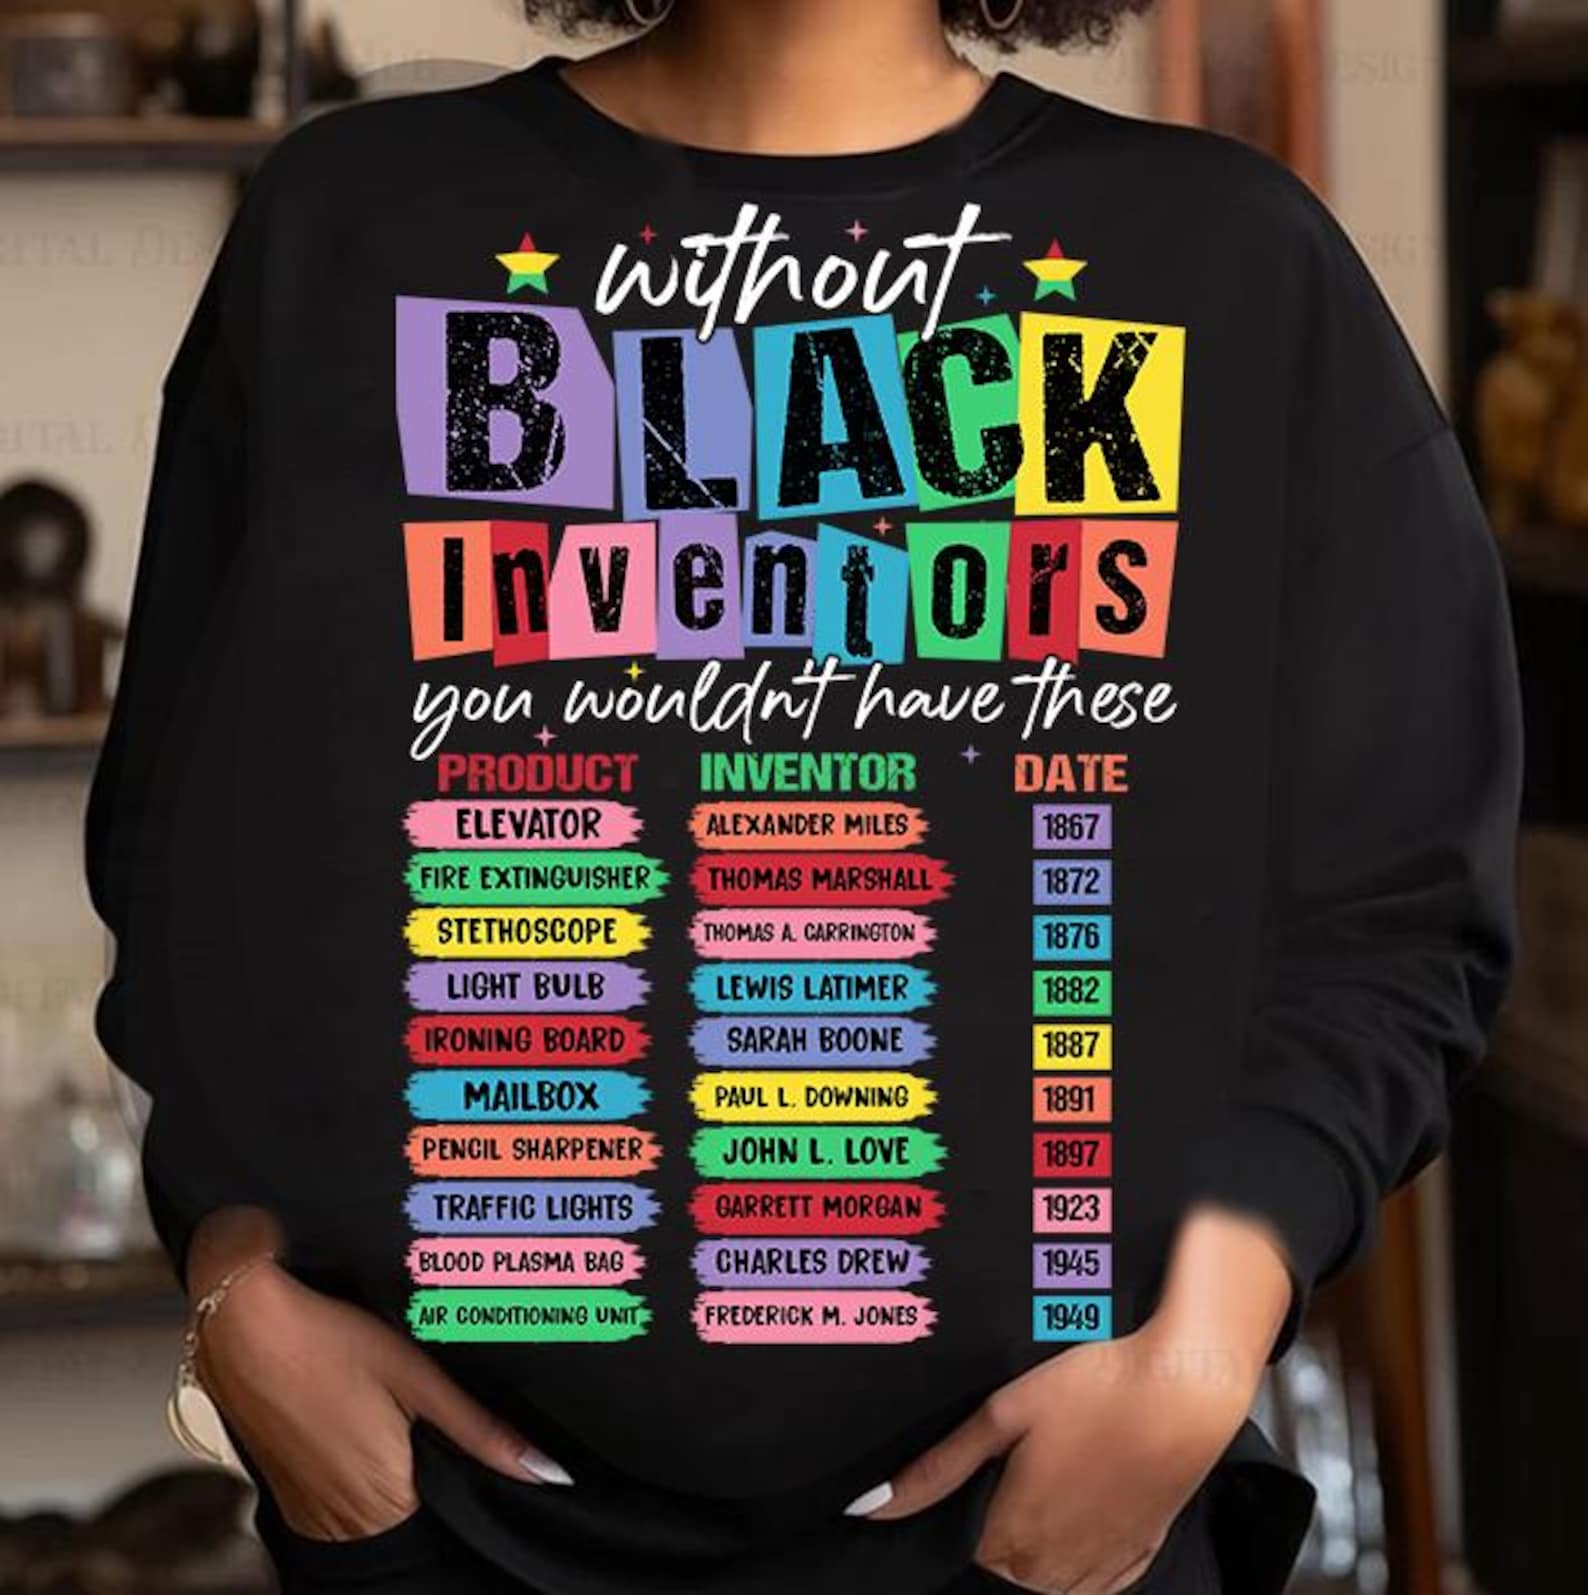 without
BLACK
Inventors
you wouldn't have these
PRODUCT INVENTOR DATE
ELEVATOR ALEXANDER MILES 1867
FIRE EXTINGUISHER THOMAS MARSHALL 1872
STETHOSCOPE THOMAS A. CARRINGTON 1876
LIGHT BULB LEWIS LATIMER 1882
IRONING BOARD SARAH BOONE 1887
MAILBOX PAUL L. DOWNING 1891
PENCIL SHARPENER JOHN L. LOVE 1897
TRAFFIC LIGHTS GARRETT MORGAN 1923
BLOOD PLASMA BAG CHARLES DREW 1945
AIR CONDITIONING UNIT FREDERICK M. JONES 1949